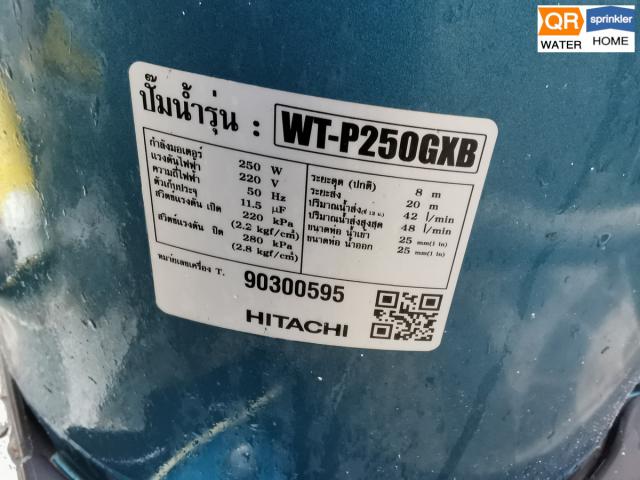 QR sprinkler
WATER HOME
ปั๊มน้ำรุ่น : WT-P250GXB
กำลังมอเตอร์ 250 W
แรงดันไฟฟ้า 220 V
ความถี่ไฟฟ้า 50 Hz
ตัวเก็บประจุ 11.5 μF
สวิตช์แรงดัน เปิด 220 kPa
(2.2 kgf/cm²)
สวิตช์แรงดัน ปิด 280 kPa
(2.8 kgf/cm²)
ระยะดูด (ปกติ) 8 m
ระยะส่ง 20 m
ปริมาณน้ำส่ง(ที่ 12 ม.) 42 l/min
ปริมาณน้ำส่งสูงสุด 48 l/min
ขนาดท่อ น้ำเข้า 25 mm(1 in)
ขนาดท่อ น้ำออก 25 mm(1 in)
หมายเลขเครื่อง T. 90300595
HITACHI